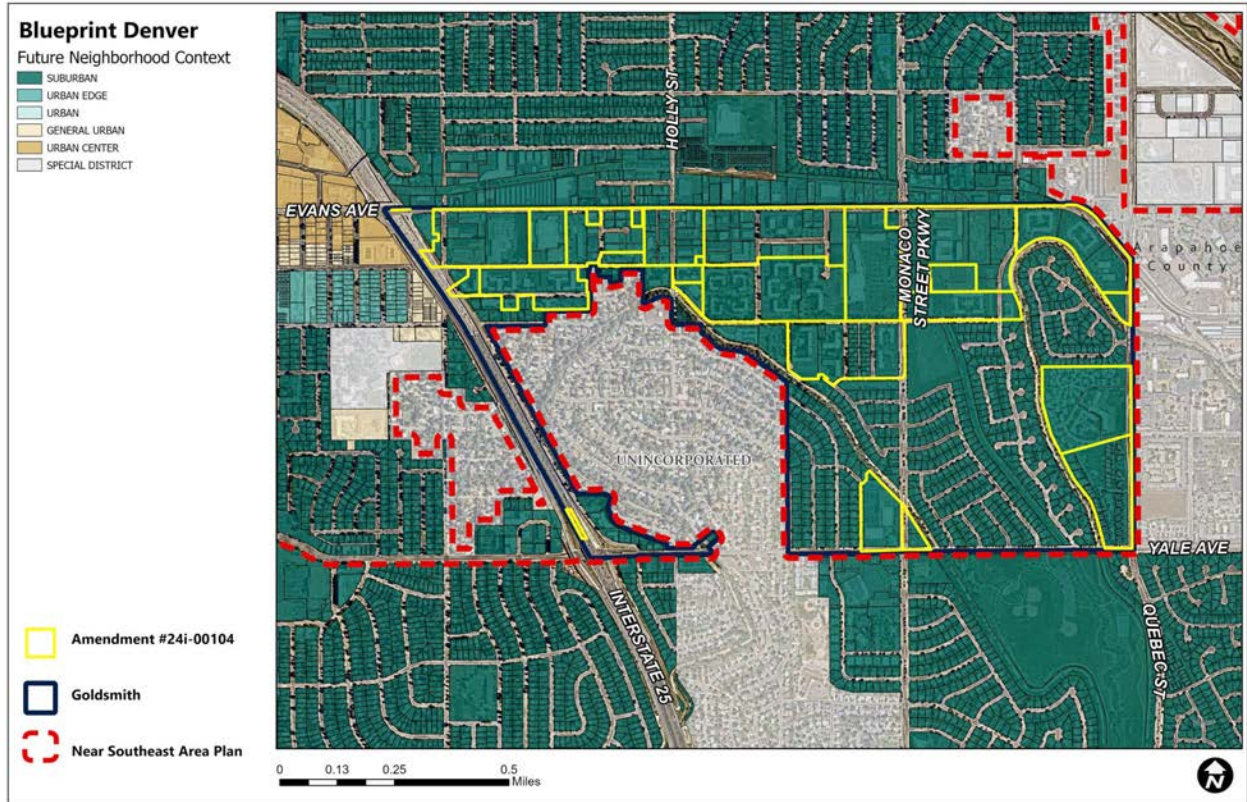 Blueprint Denver
Future Neighborhood Context
SUBURBAN
URBAN EDGE
URBAN
GENERAL URBAN
URBAN CENTER
SPECIAL DISTRICT
HOLLY ST
EVANS AVE
MONACO
STREET PKWY
Arapahoe
County
UNINCORPORATED
YALE AVE
INTERSTATE 25
QUEBEC ST
Amendment #24i-00104
Goldsmith
Near Southeast Area Plan
0 0.13 0.25 0.5
Miles
N